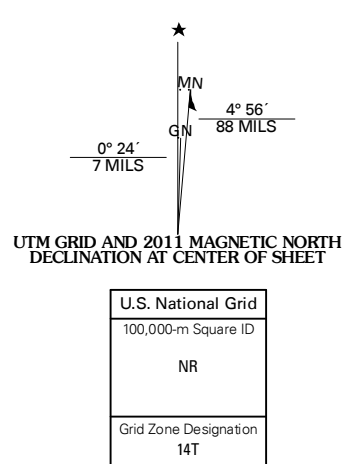 ★
MN
4° 56´
88 MILS
GN
0° 24´
7 MILS
UTM GRID AND 2011 MAGNETIC NORTH
DECLINATION AT CENTER OF SHEET
U.S. National Grid
100,000-m Square ID
NR
Grid Zone Designation
14T